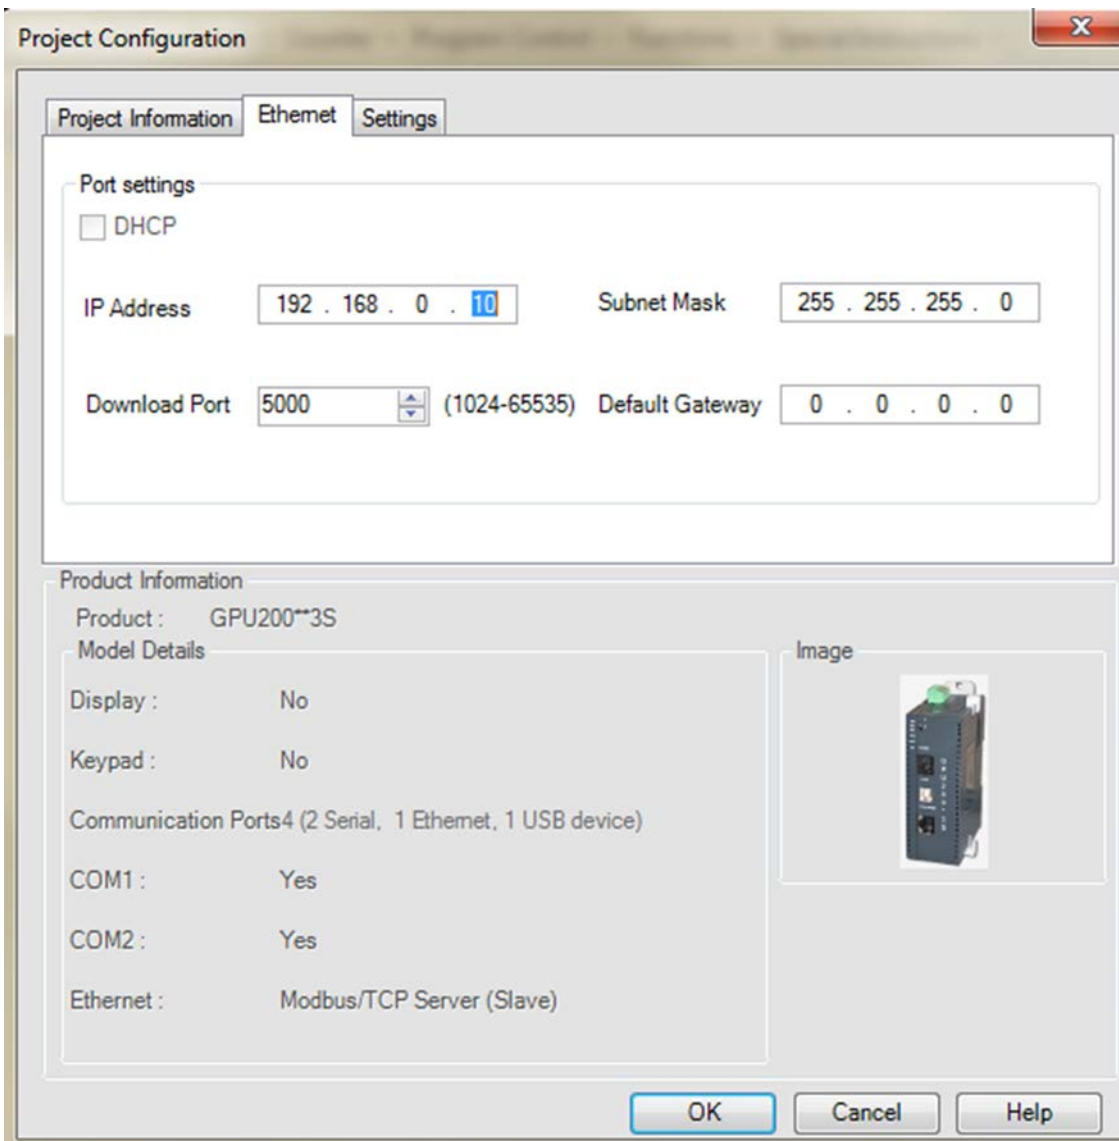 Project Configuration
Project Information Ethernet Settings
Port settings
DHCP
IP Address 192 . 168 . 0 . 10 Subnet Mask 255 . 255 . 255 . 0
Download Port 5000 (1024-65535) Default Gateway 0 . 0 . 0 . 0
Product Information
Product : GPU200**3S
Model Details Image
Display : No
Keypad : No
Communication Ports4 (2 Serial, 1 Ethernet, 1 USB device)
COM1 : Yes
COM2 : Yes
Ethernet : Modbus/TCP Server (Slave)
OK Cancel Help